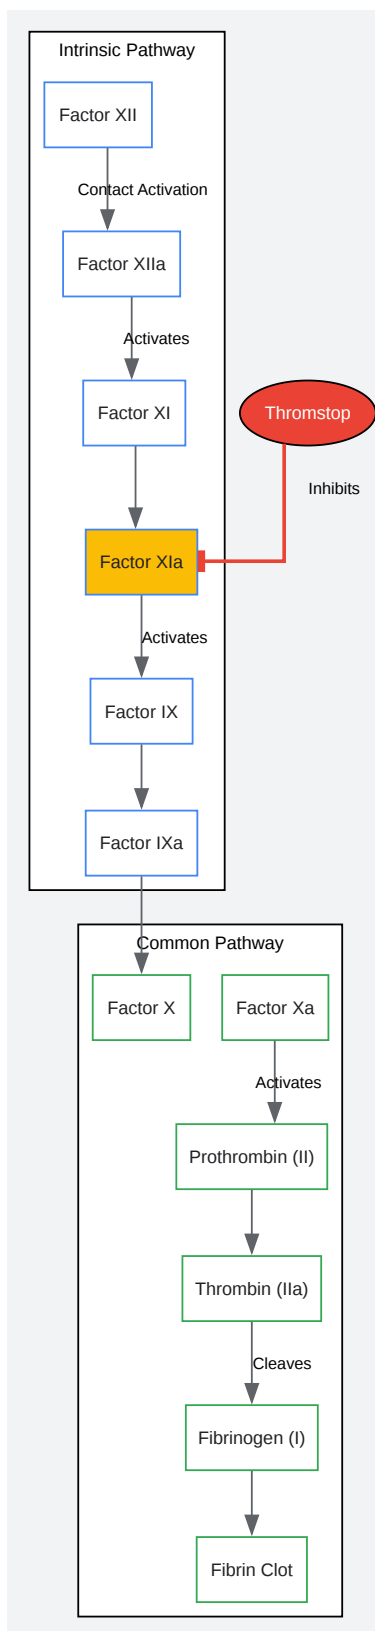 Intrinsic Pathway
Factor XII
Contact Activation
Factor XIIa
Activates
Factor XI
Thromstop
Inhibits
Factor XIa
Activates
Factor IX
Factor IXa
Common Pathway
Factor X
Factor Xa
Activates
Prothrombin (II)
Thrombin (IIa)
Cleaves
Fibrinogen (I)
Fibrin Clot